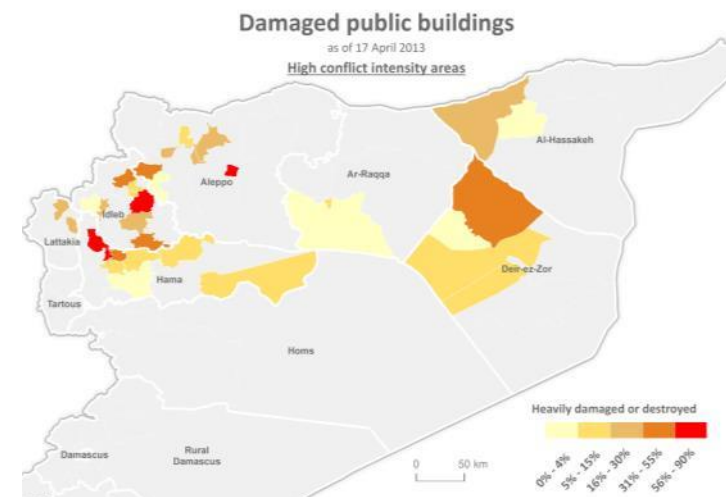 Damaged public buildings
as of 17 April 2013
High conflict intensity areas
Al-Hassakeh
Ar-Raqqa
Aleppo
Idleb
Lattakia
Deir-ez-Zor
Hama
Tartous
Homs
Damascus
Rural
Damascus
Heavily damaged or destroyed
0% - 4%
5% - 15%
16% - 30%
31% - 55%
56% - 90%
0 50 km